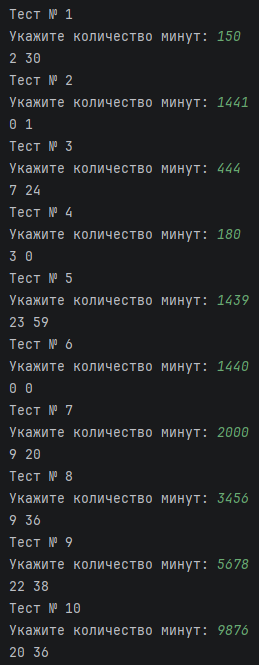 Тест № 1
Укажите количество минут: 150
2 30
Тест № 2
Укажите количество минут: 1441
0 1
Тест № 3
Укажите количество минут: 444
7 24
Тест № 4
Укажите количество минут: 180
3 0
Тест № 5
Укажите количество минут: 1439
23 59
Тест № 6
Укажите количество минут: 1440
0 0
Тест № 7
Укажите количество минут: 2000
9 20
Тест № 8
Укажите количество минут: 3456
9 36
Тест № 9
Укажите количество минут: 5678
22 38
Тест № 10
Укажите количество минут: 9876
20 36